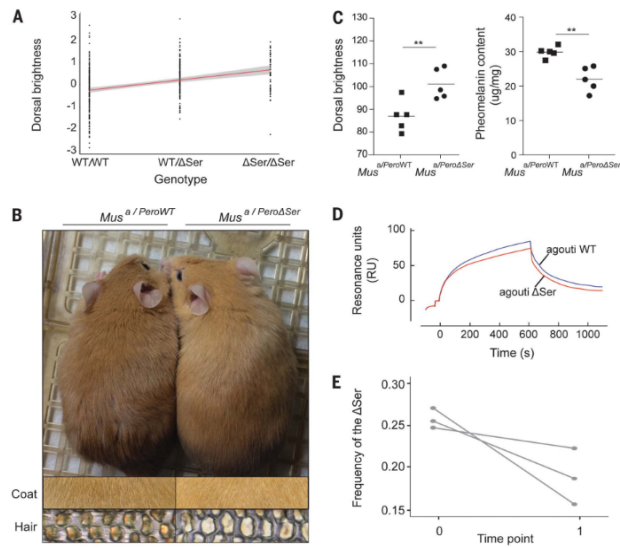 A
3
2
1
0
-1
-2
-3
Dorsal brightness
WT/WT
WT/ΔSer
ΔSer/ΔSer
Genotype
B
Mus a / PeroWT
Mus a / PeroΔSer
Coat
Hair
C
130
120
110
100
90
80
70
Dorsal brightness
**
Mus a/PeroWT
Mus a/PeroΔSer
40
30
20
10
0
Pheomelanin content
(ug/mg)
**
Mus a/PeroWT
Mus a/PeroΔSer
D
100
50
0
Resonance units
(RU)
agouti WT
agouti ΔSer
0 200 400 600 800 1000
Time (s)
E
0.30
0.25
0.20
0.15
Frequency of the ΔSer
0
1
Time point